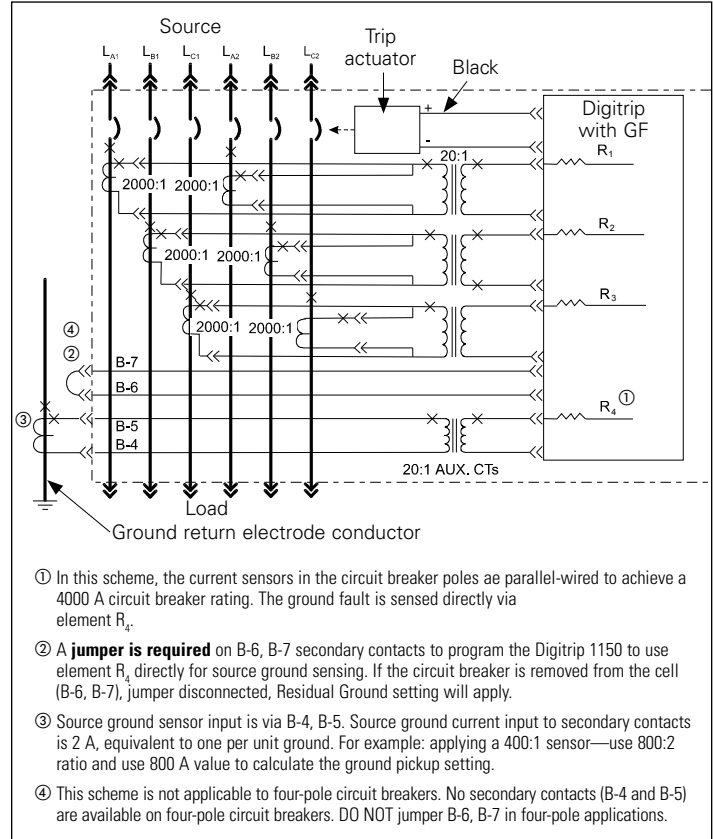 Source
L_A1 L_B1 L_C1 L_A2 L_B2 L_C2
Trip
actuator
Black
+
-
Digitrip
with GF
20:1
R₁
2000:1 2000:1
R₂
2000:1 2000:1
R₃
2000:1 2000:1
④
②
B-7
B-6
③
B-5
B-4
R₄ ①
20:1 AUX. CTs
Load
Ground return electrode conductor
① In this scheme, the current sensors in the circuit breaker poles ae parallel-wired to achieve a
4000 A circuit breaker rating. The ground fault is sensed directly via
element R₄.
② A jumper is required on B-6, B-7 secondary contacts to program the Digitrip 1150 to use
element R₄ directly for source ground sensing. If the circuit breaker is removed from the cell
(B-6, B-7), jumper disconnected, Residual Ground setting will apply.
③ Source ground sensor input is via B-4, B-5. Source ground current input to secondary contacts
is 2 A, equivalent to one per unit ground. For example: applying a 400:1 sensor—use 800:2
ratio and use 800 A value to calculate the ground pickup setting.
④ This scheme is not applicable to four-pole circuit breakers. No secondary contacts (B-4 and B-5)
are available on four-pole circuit breakers. DO NOT jumper B-6, B-7 in four-pole applications.